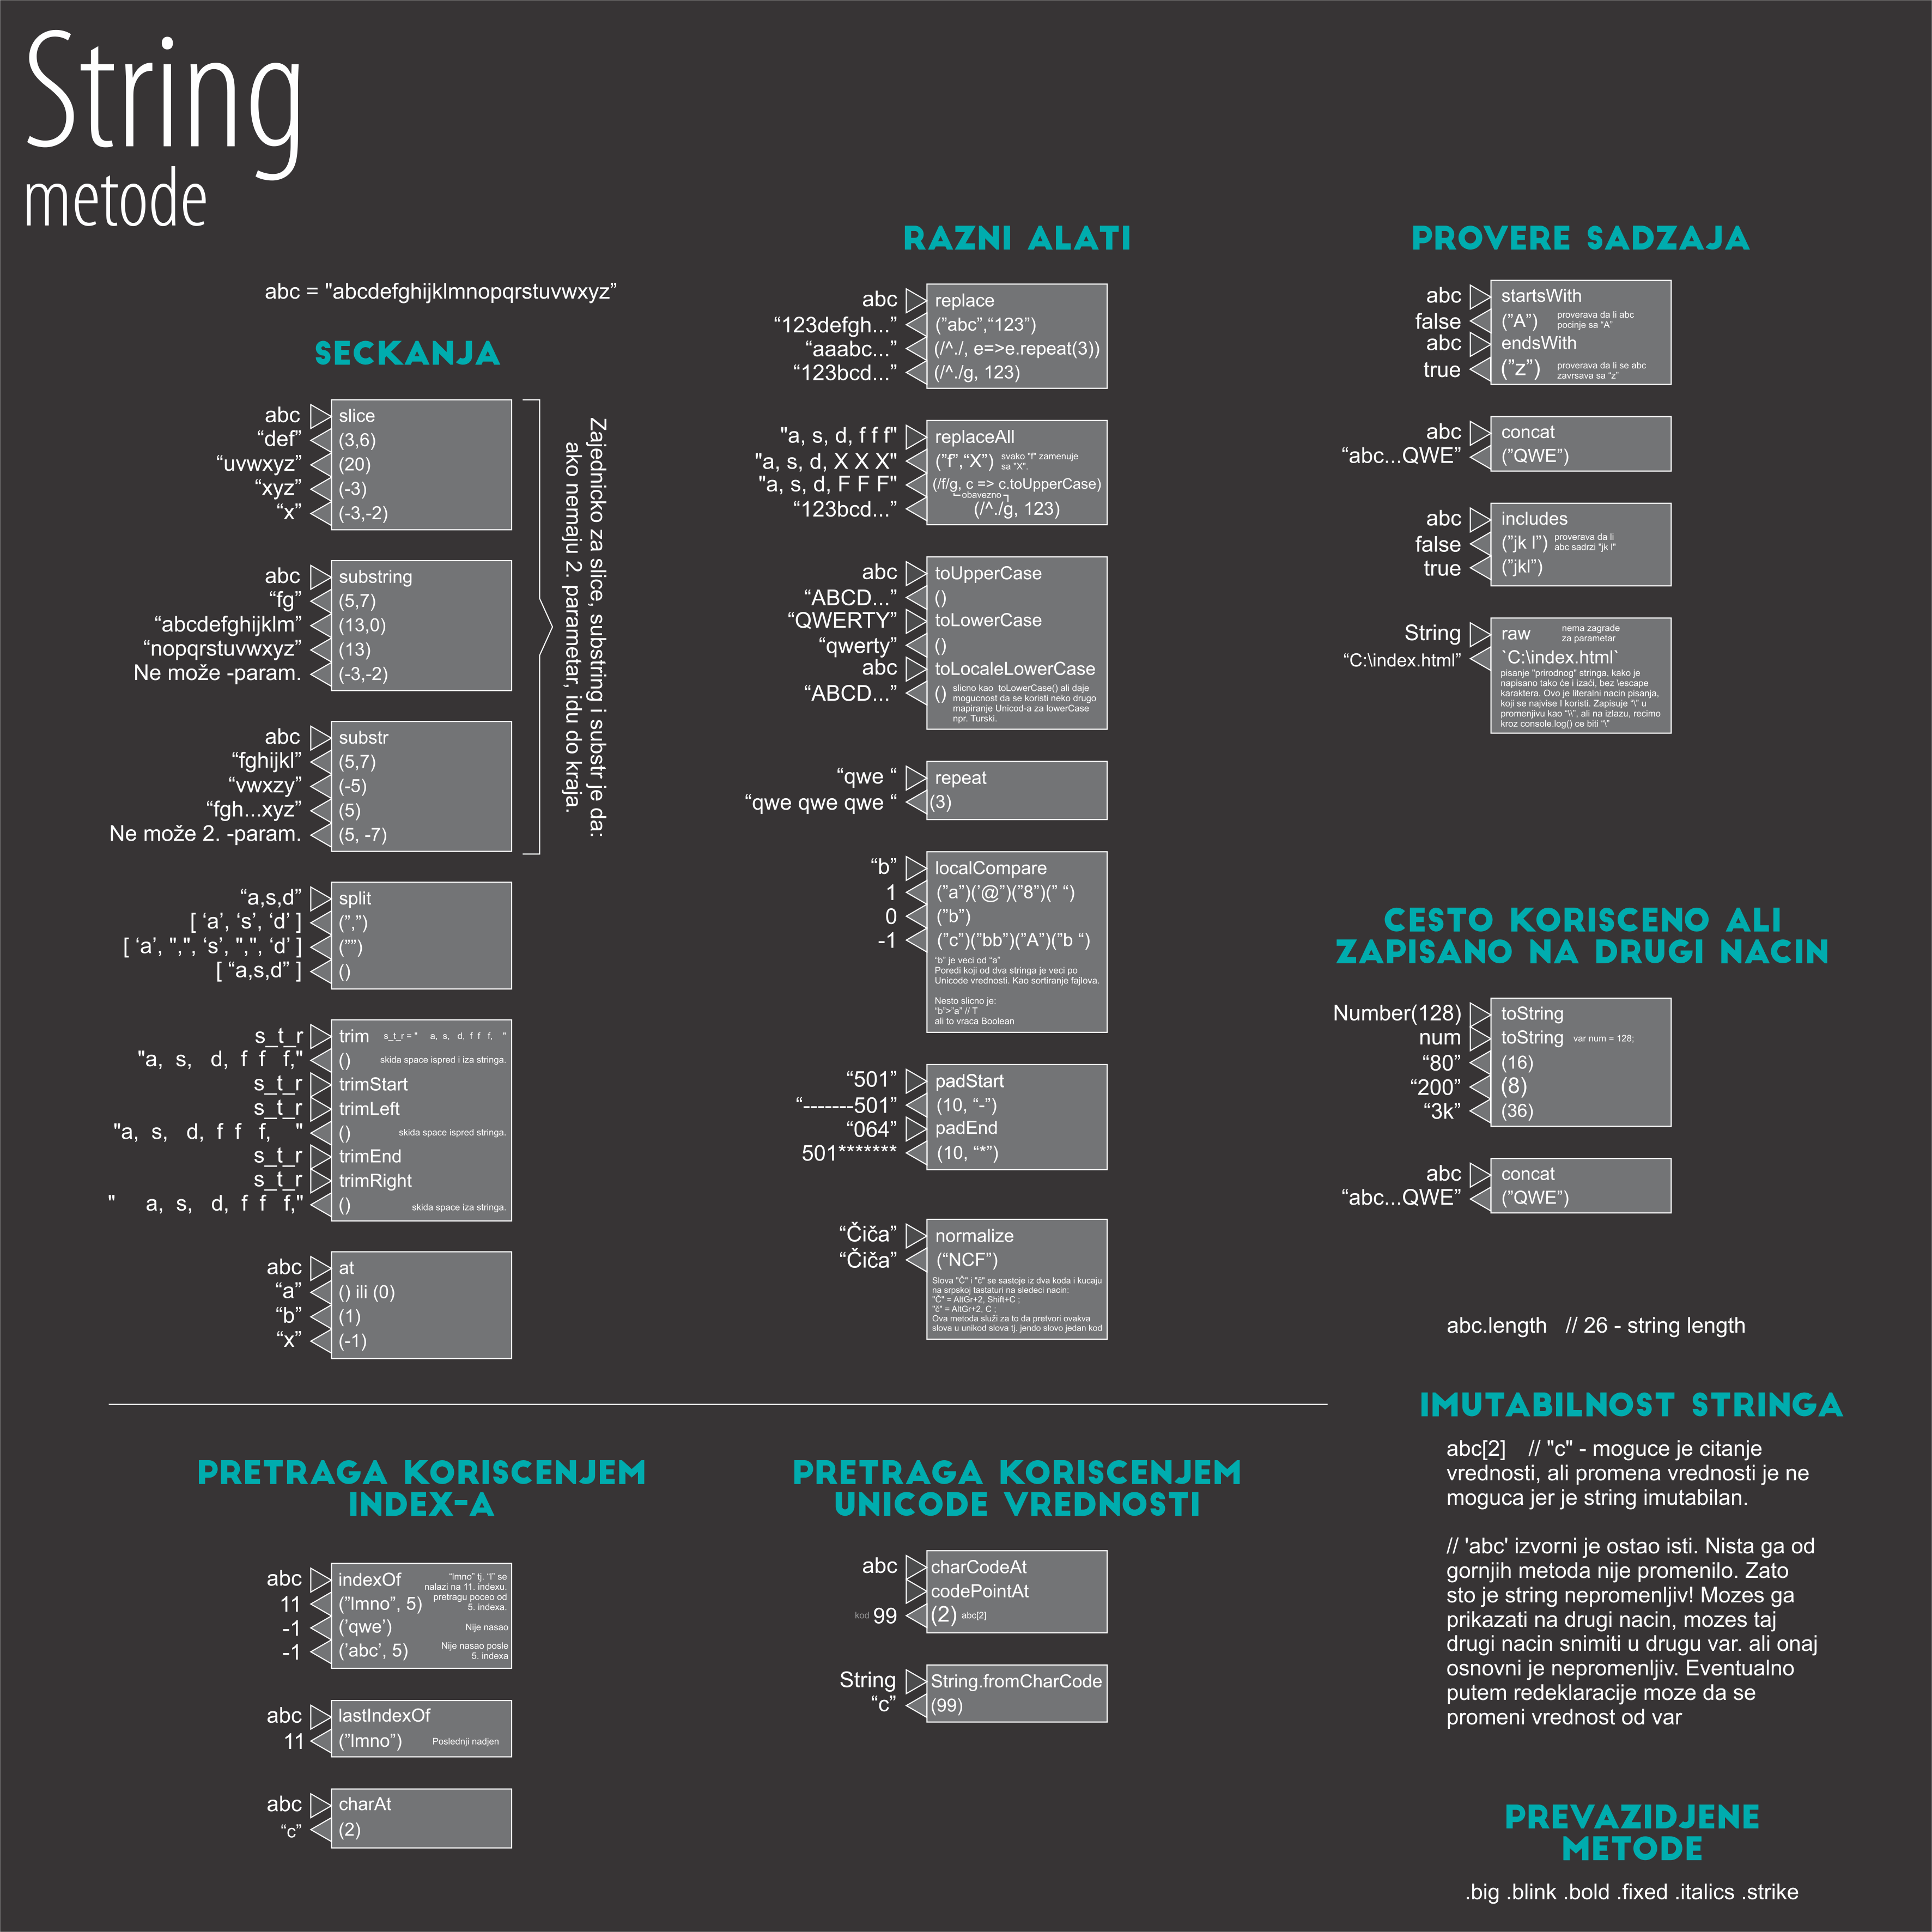 String
metode
abc = "abcdefghijklmnopqrstuvwxyz”
SECKANJA
abc slice
“def” (3,6)
“uvwxyz” (20)
“xyz” (-3)
“x” (-3,-2)
abc substring
“fg” (5,7)
“abcdefghijklm” (13,0)
“nopqrstuvwxyz” (13)
Ne može -param. (-3,-2)
abc substr
“fghijkl” (5,7)
“vwxzy” (-5)
“fgh...xyz” (5)
Ne može 2. -param. (5, -7)
Zajednicko za slice, substring i substr je da:
ako nemaju 2. parametar, idu do kraja.
“a,s,d” split
[ ‘a’, ‘s’, ‘d’ ] (”,”)
[ ‘a’, ",", ‘s’, ",", ‘d’ ] (””)
[ “a,s,d” ] ()
s_t_r trim s_t_r = " a, s, d, f f f, "
"a, s, d, f f f," () skida space ispred i iza stringa.
s_t_r trimStart
s_t_r trimLeft
"a, s, d, f f f, " () skida space ispred stringa.
s_t_r trimEnd
s_t_r trimRight
" a, s, d, f f f," () skida space iza stringa.
abc at
“a” () ili (0)
“b” (1)
“x” (-1)
RAZNI ALATI
abc replace
“123defgh...” (”abc”,“123”)
“aaabc...” (/^./, e=>e.repeat(3))
“123bcd...” (/^./g, 123)
"a, s, d, f f f" replaceAll
"a, s, d, X X X" (”f”,“X”) svako "f" zamenuje
sa "X".
"a, s, d, F F F" (/f/g, c => c.toUpperCase)
obavezno
“123bcd...” (/^./g, 123)
abc toUpperCase
“ABCD...” ()
“QWERTY” toLowerCase
“qwerty” ()
abc toLocaleLowerCase
“ABCD...” () slicno kao toLowerCase() ali daje
mogucnost da se koristi neko drugo
mapiranje Unicod-a za lowerCase
npr. Turski.
“qwe “ repeat
“qwe qwe qwe “ (3)
“b” localCompare
1 (”a”)(’@”)(”8”)(” “)
0 (”b”)
-1 (”c”)(”bb”)(”A”)(”b “)
“b” je veci od “a”
Poredi koji od dva stringa je veci po
Unicode vrednosti. Kao sortiranje fajlova.
Nesto slicno je:
“b”>”a” // T
ali to vraca Boolean
“501” padStart
“-------501” (10, “-”)
“064” padEnd
501******* (10, “*”)
“Čiča” normalize
“Čiča” (“NCF”)
Slova "Č" i "č" se sastoje iz dva koda i kucaju
na srpskoj tastaturi na sledeci nacin:
"Č" = AltGr+2, Shift+C ;
"č" = AltGr+2, C ;
Ova metoda služi za to da pretvori ovakva
slova u unikod slova tj. jendo slovo jedan kod
PROVERE SADZAJA
abc startsWith
false (”A”) proverava da li abc
pocinje sa “A”
abc endsWith
true (”z”) proverava da li se abc
zavrsava sa “z”
abc concat
“abc...QWE” (”QWE”)
abc includes
false (”jk l”) proverava da li
abc sadrzi "jk l"
true (”jkl”)
String raw nema zagrade
za parametar
“C:\index.html” `C:\index.html`
pisanje "prirodnog" stringa, kako je
napisano tako će i izaći, bez \escape
karaktera. Ovo je literalni nacin pisanja,
koji se najvise I koristi. Zapisuje “\” u
promenjivu kao “\\”, ali na izlazu, recimo
kroz console.log() ce biti “\”
CESTO KORISCENO ALI
ZAPISANO NA DRUGI NACIN
Number(128) toString
num toString var num = 128;
“80” (16)
“200” (8)
“3k” (36)
abc concat
“abc...QWE” (”QWE”)
abc.length // 26 - string length
IMUTABILNOST STRINGA
abc[2] // "c" - moguce je citanje
vrednosti, ali promena vrednosti je ne
moguca jer je string imutabilan.
// 'abc' izvorni je ostao isti. Nista ga od
gornjih metoda nije promenilo. Zato
sto je string nepromenljiv! Mozes ga
prikazati na drugi nacin, mozes taj
drugi nacin snimiti u drugu var. ali onaj
osnovni je nepromenljiv. Eventualno
putem redeklaracije moze da se
promeni vrednost od var
PREVAZIDJENE
METODE
.big .blink .bold .fixed .italics .strike
PRETRAGA KORISCENJEM
INDEX-A
abc indexOf “lmno” tj. “l” se
nalazi na 11. indexu.
11 (”lmno”, 5) pretragu poceo od
5. indexa.
-1 (’qwe’) Nije nasao
-1 (’abc’, 5) Nije nasao posle
5. indexa
abc lastIndexOf
11 (”lmno”) Poslednji nadjen
abc charAt
“c” (2)
PRETRAGA KORISCENJEM
UNICODE VREDNOSTI
abc charCodeAt
codePointAt
kod 99 (2) abc[2]
String String.fromCharCode
“c” (99)